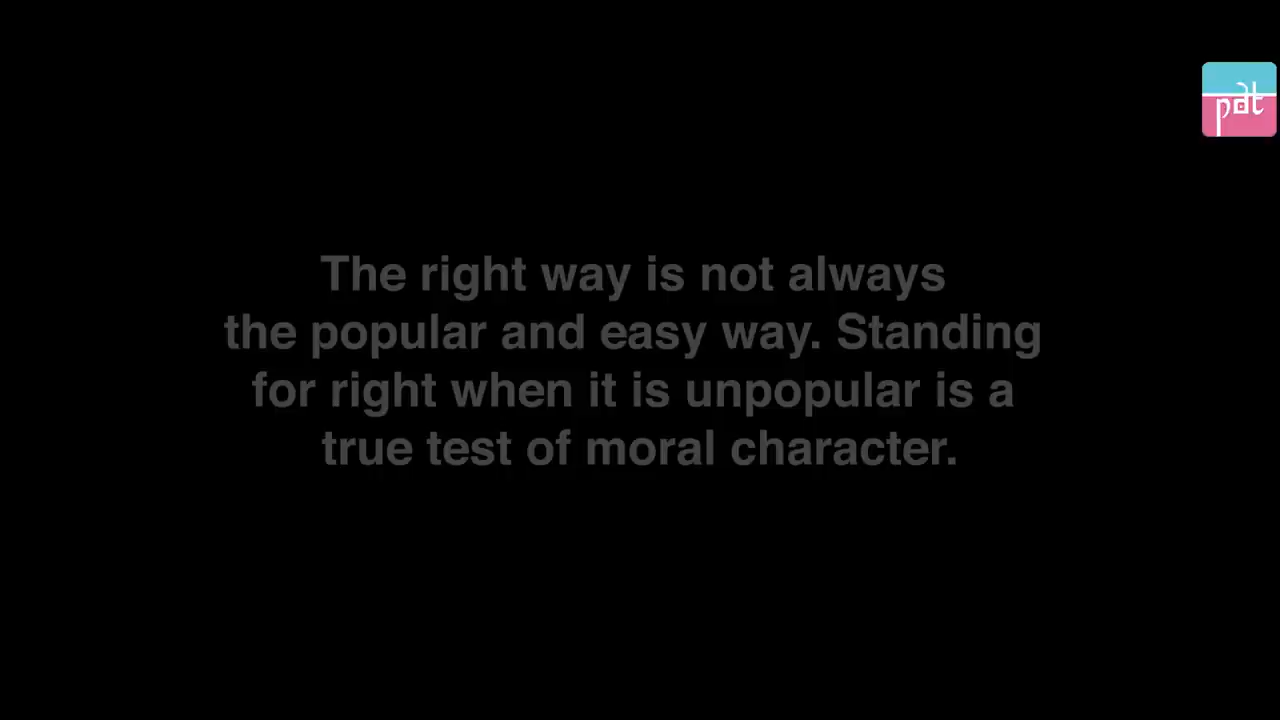 pat
The right way is not always
the popular and easy way. Standing
for right when it is unpopular is a
true test of moral character.